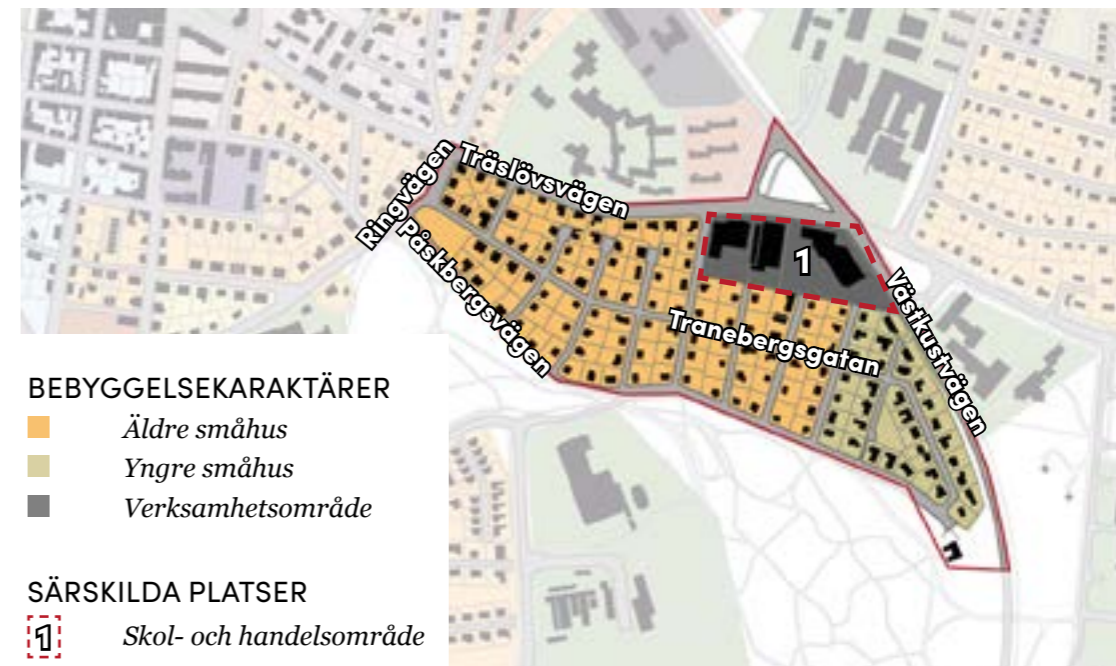 Ringvägen
Träslövsvägen
Påskbergsvägen
1
Tranebergsgatan
Västkustvägen
BEBYGGELSEKARAKTÄRER
Äldre småhus
Yngre småhus
Verksamhetsområde
SÄRSKILDA PLATSER
1 Skol- och handelsområde